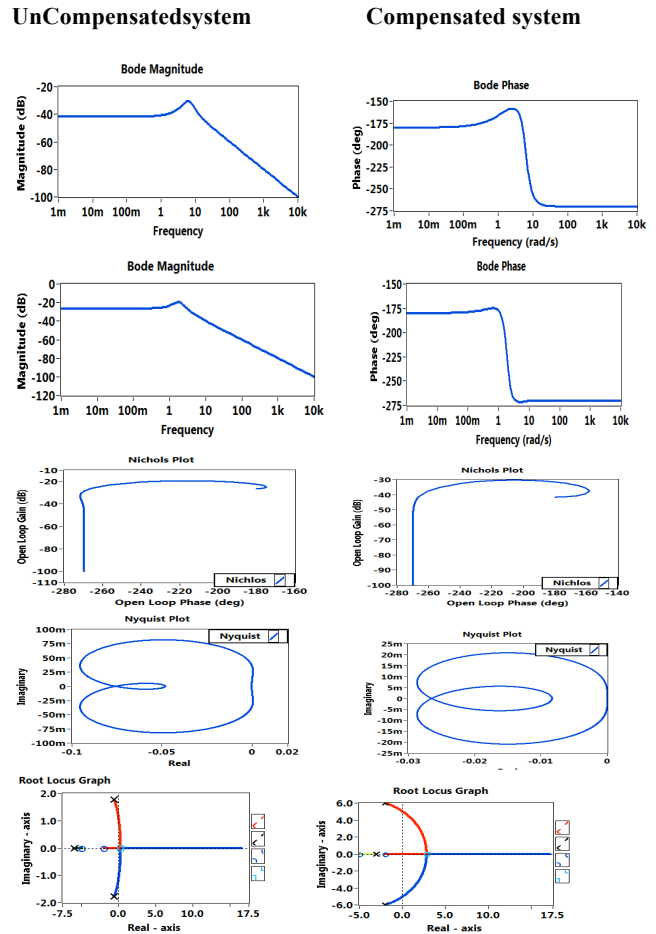 UnCompensatedsystem Compensated system
Bode Magnitude
Magnitude (dB)
-20
-40
-60
-80
-100
1m 10m 100m 1 10 100 1k 10k
Frequency
Bode Phase
Phase (deg)
-150
-175
-200
-225
-250
-275
1m 10m 100m 1 10 100 1k 10k
Frequency (rad/s)
Bode Magnitude
Magnitude (dB)
0
-20
-40
-60
-80
-100
-120
1m 10m 100m 1 10 100 1k 10k
Frequency
Bode Phase
Phase (deg)
-150
-175
-200
-225
-250
-275
1m 10m 100m 1 10 100 1k 10k
Frequency (rad/s)
Nichols Plot
Open Loop Gain (dB)
-10
-20
-40
-60
-80
-100
-110
Nichlos
-280 -260 -240 -220 -200 -180 -160
Open Loop Phase (deg)
Nichols Plot
Open Loop Gain (dB)
-30
-40
-50
-60
-70
-80
-90
-100
Nichlos
-280 -260 -240 -220 -200 -180 -160 -140
Open Loop Phase (deg)
Nyquist Plot
Nyquist
Imaginary
100m
75m
50m
25m
0
-25m
-50m
-75m
-100m
-0.1 -0.05 0 0.02
Real
Nyquist Plot
Nyquist
Imaginary
25m
20m
15m
10m
5m
0
-5m
-10m
-15m
-20m
-25m
-0.03 -0.02 -0.01 0
Root Locus Graph
Imaginary - axis
2.0
1.0
0.0
-1.0
-2.0
-7.5 0.0 5.0 10.0 17.5
Real - axis
Root Locus Graph
Imaginary - axis
6.0
4.0
2.0
0.0
-2.0
-4.0
-6.0
-5.0 0.0 5.0 10.0 17.5
Real - axis